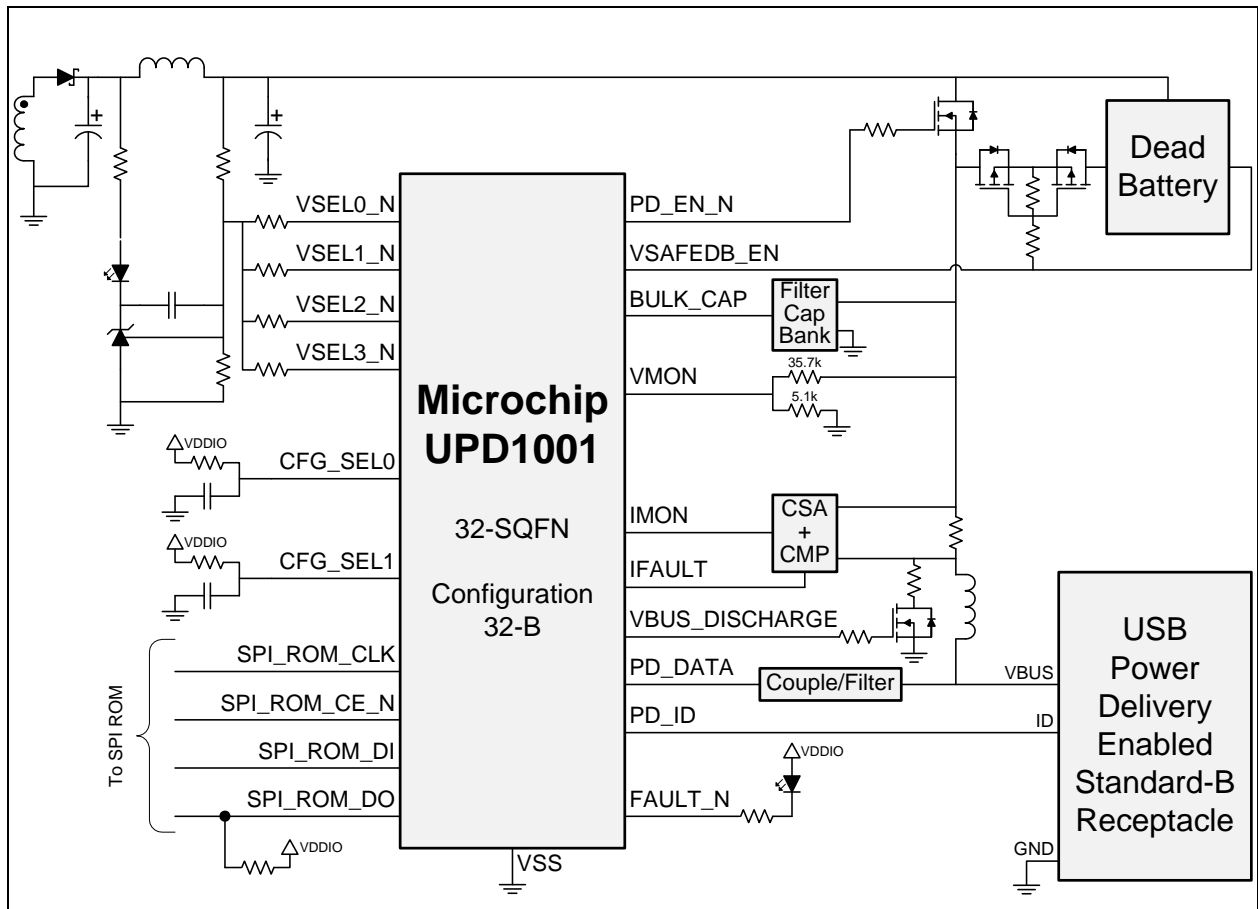 +
+
Dead
Battery
VSEL0_N
VSEL1_N
VSEL2_N
VSEL3_N
PD_EN_N
VSAFEDB_EN
BULK_CAP
Filter
Cap
Bank
VMON
35.7k
5.1k
Microchip
UPD1001
32-SQFN
Configuration
32-B
VDDIO
CFG_SEL0
VDDIO
CFG_SEL1
IMON
IFAULT
CSA
+
CMP
VBUS_DISCHARGE
PD_DATA
Couple/Filter
PD_ID
FAULT_N
VDDIO
To SPI ROM
SPI_ROM_CLK
SPI_ROM_CE_N
SPI_ROM_DI
SPI_ROM_DO
VDDIO
VSS
VBUS
ID
GND
USB
Power
Delivery
Enabled
Standard-B
Receptacle